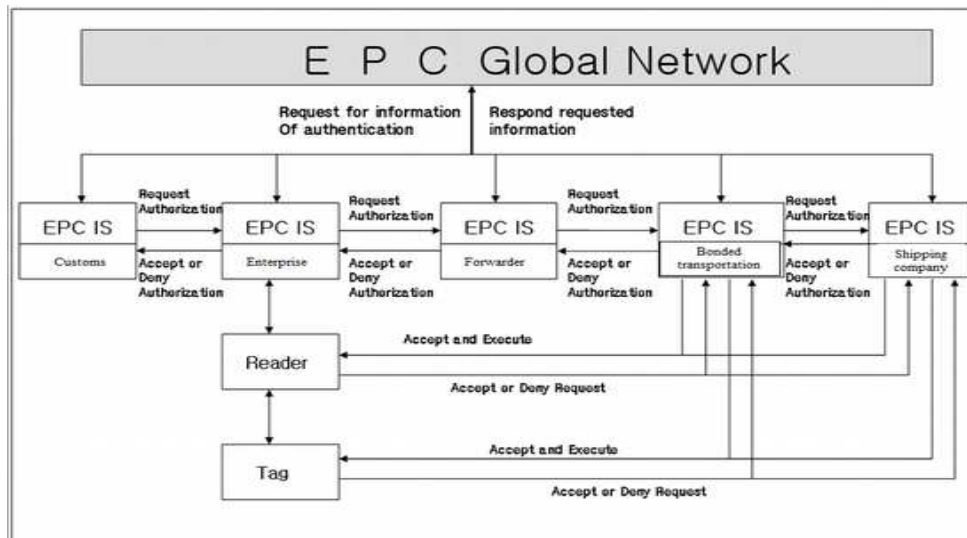 E P C Global Network
Request for information
Of authentication
Respond requested
information
Request
Authorization
Request
Authorization
Request
Authorization
Request
Authorization
EPC IS
EPC IS
EPC IS
EPC IS
EPC IS
Customs
Enterprise
Forwarder
Bonded
transportation
Shipping
company
Accept or
Deny
Authorization
Accept or
Deny
Authorization
Accept or
Deny
Authorization
Accept or
Deny
Authorization
Accept and Execute
Reader
Accept or Deny Request
Accept and Execute
Tag
Accept or Deny Request